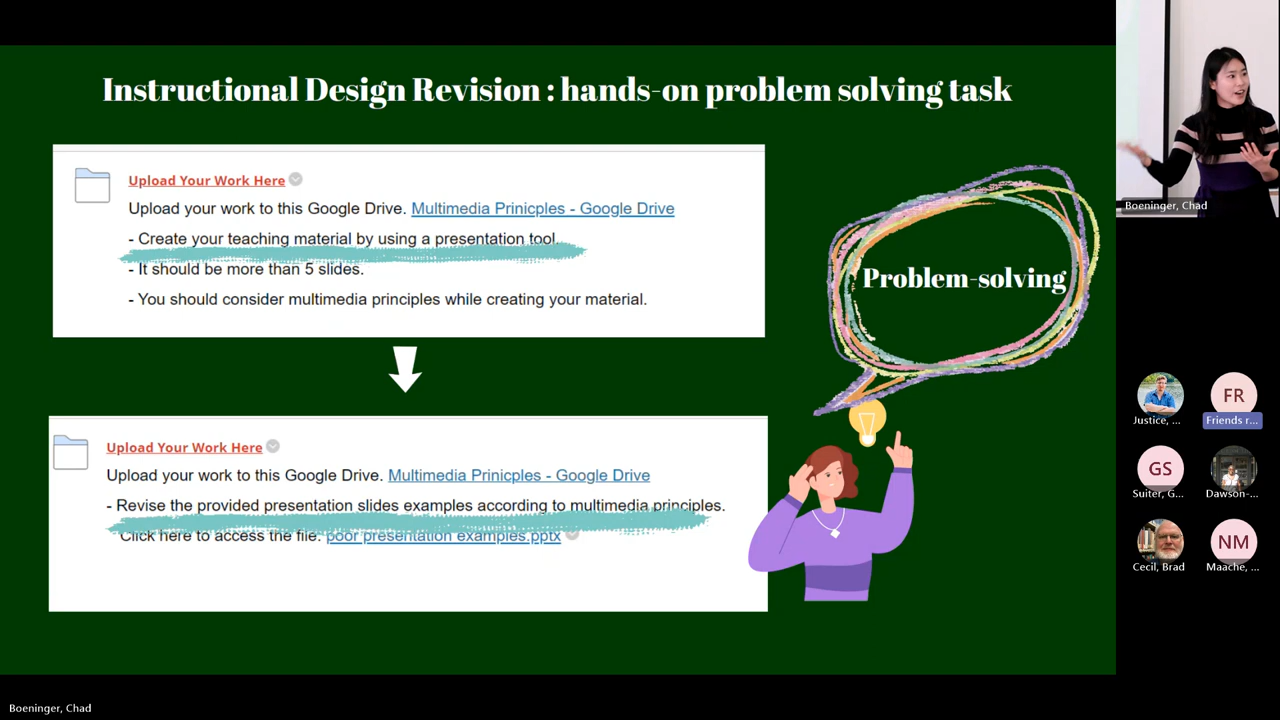 Instructional Design Revision : hands-on problem solving task
Upload Your Work Here
Upload your work to this Google Drive. Multimedia Prinicples - Google Drive
- Create your teaching material by using a presentation tool.
- It should be more than 5 slides.
- You should consider multimedia principles while creating your material.
Problem-solving
Upload Your Work Here
Upload your work to this Google Drive. Multimedia Prinicples - Google Drive
- Revise the provided presentation slides examples according to multimedia principles.
Click here to access the file: poor presentation examples.pptx
Boeninger, Chad
FR
Justice, ...
Friends r...
GS
Suiter, G...
Dawson-...
NM
Cecil, Brad
Maache, ...
Boeninger, Chad